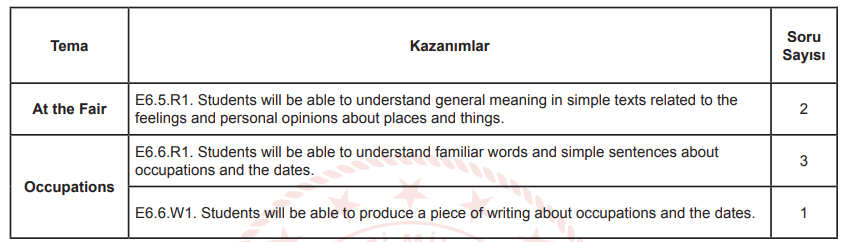 Tema
Kazanımlar
Soru
Sayısı
At the Fair
E6.5.R1. Students will be able to understand general meaning in simple texts related to the
feelings and personal opinions about places and things.
2
Occupations
E6.6.R1. Students will be able to understand familiar words and simple sentences about
occupations and the dates.
3
E6.6.W1. Students will be able to produce a piece of writing about occupations and the dates.
1